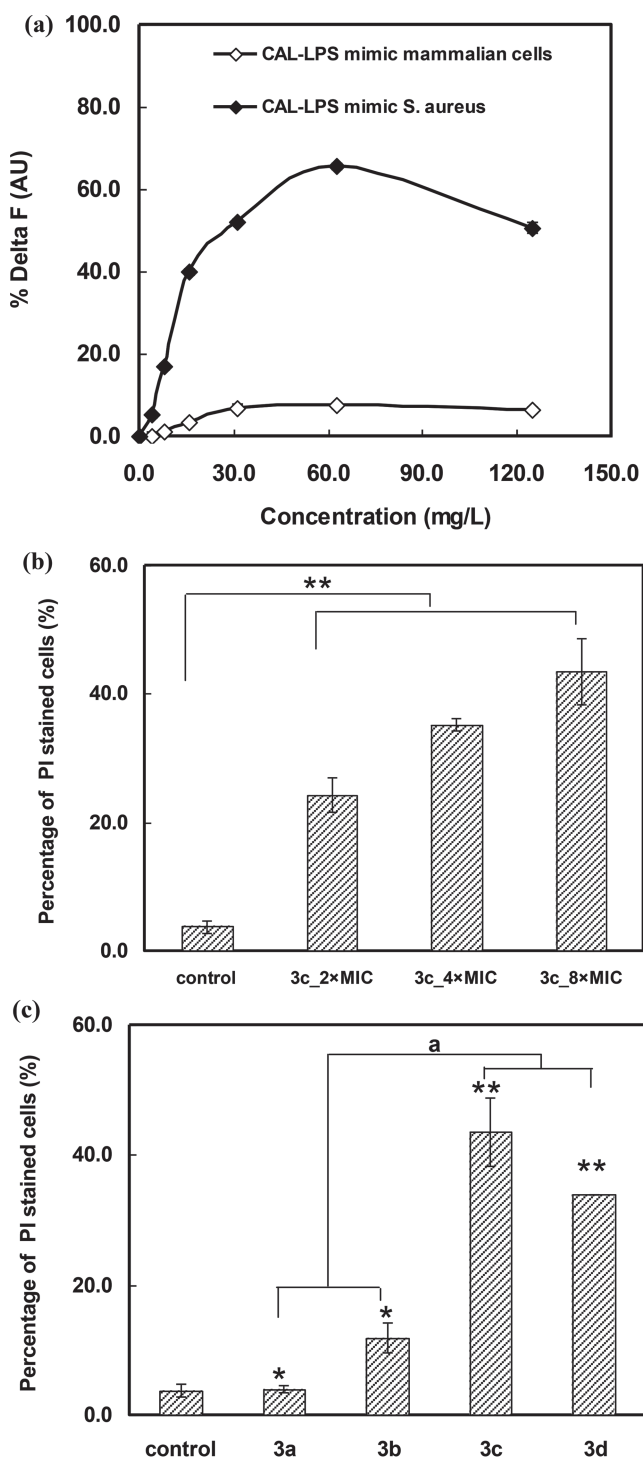 (a)
100.0
80.0
60.0
40.0
20.0
0.0
% Delta F (AU)
CAL-LPS mimic mammalian cells
CAL-LPS mimic S. aureus
0.0 30.0 60.0 90.0 120.0 150.0
Concentration (mg/L)
(b)
60.0
40.0
20.0
0.0
Percentage of PI stained cells (%)
**
control 3c_2×MIC 3c_4×MIC 3c_8×MIC
(c)
60.0
40.0
20.0
0.0
Percentage of PI stained cells (%)
a
**
**
*
*
control 3a 3b 3c 3d